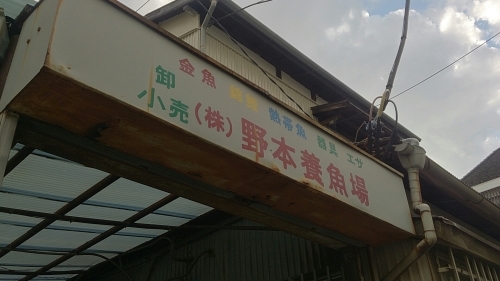 金魚 錦鯉 熱帯魚 器具 エサ
卸
小売 (株) 野本養魚場